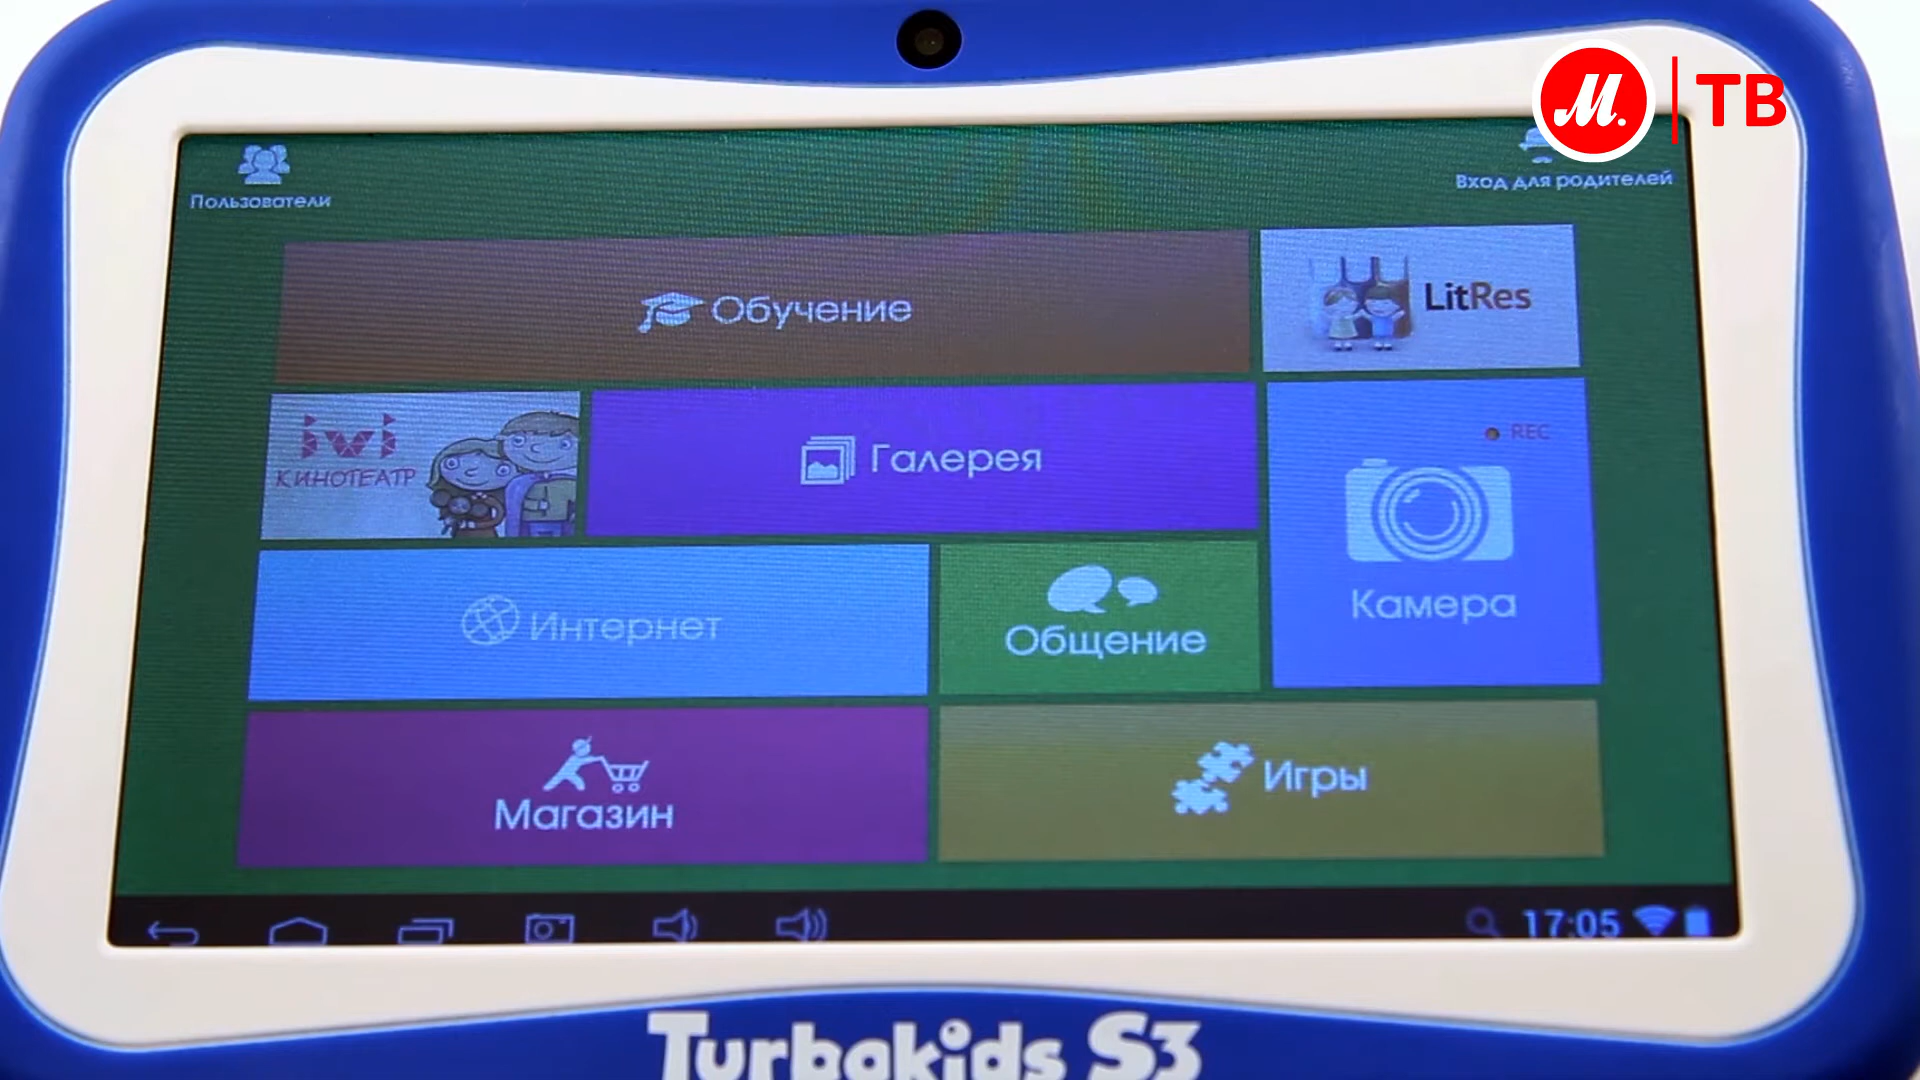 М. ТВ
Пользователи
Вход для родителей
Обучение
LitRes
ivi
КИНОТЕАТР
Галерея
REC
Камера
Интернет
Общение
Магазин
Игры
17:05
Turbokids S3